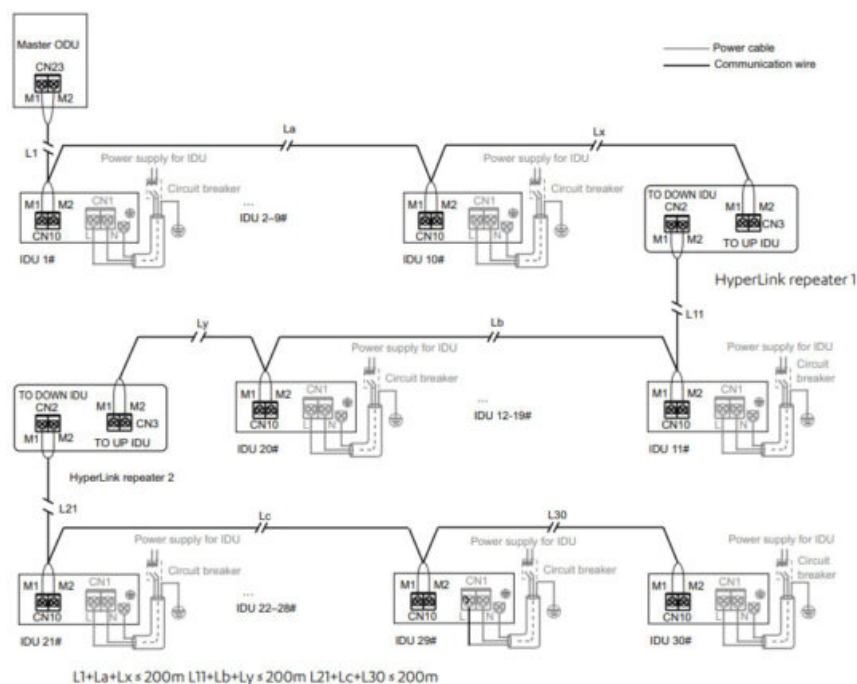 Master ODU
CN23
M1 M2
Power cable
Communication wire
L1
La
Lx
Power supply for IDU
Circuit breaker
M1 M2
CN1
CN10
L N
IDU 1#
...
IDU 2–9#
Power supply for IDU
Circuit breaker
M1 M2
CN1
CN10
L N
IDU 10#
TO DOWN IDU
CN2
M1 M2
M1 M2
CN3
TO UP IDU
HyperLink repeater 1
L11
Ly
Lb
TO DOWN IDU
CN2
M1 M2
M1 M2
CN3
TO UP IDU
HyperLink repeater 2
Power supply for IDU
Circuit breaker
M1 M2
CN1
CN10
L N
IDU 20#
...
IDU 12-19#
Power supply for IDU
Circuit
breaker
M1 M2
CN1
CN10
L N
IDU 11#
L21
Lc
L30
Power supply for IDU
Circuit breaker
M1 M2
CN1
CN10
L N
IDU 21#
...
IDU 22–28#
Power supply for IDU
Circuit breaker
M1 M2
CN1
CN10
L N
IDU 29#
Power supply for IDU
Circuit
breaker
M1 M2
CN1
CN10
L N
IDU 30#
L1+La+Lx ≤ 200m L11+Lb+Ly ≤ 200m L21+Lc+L30 ≤ 200m